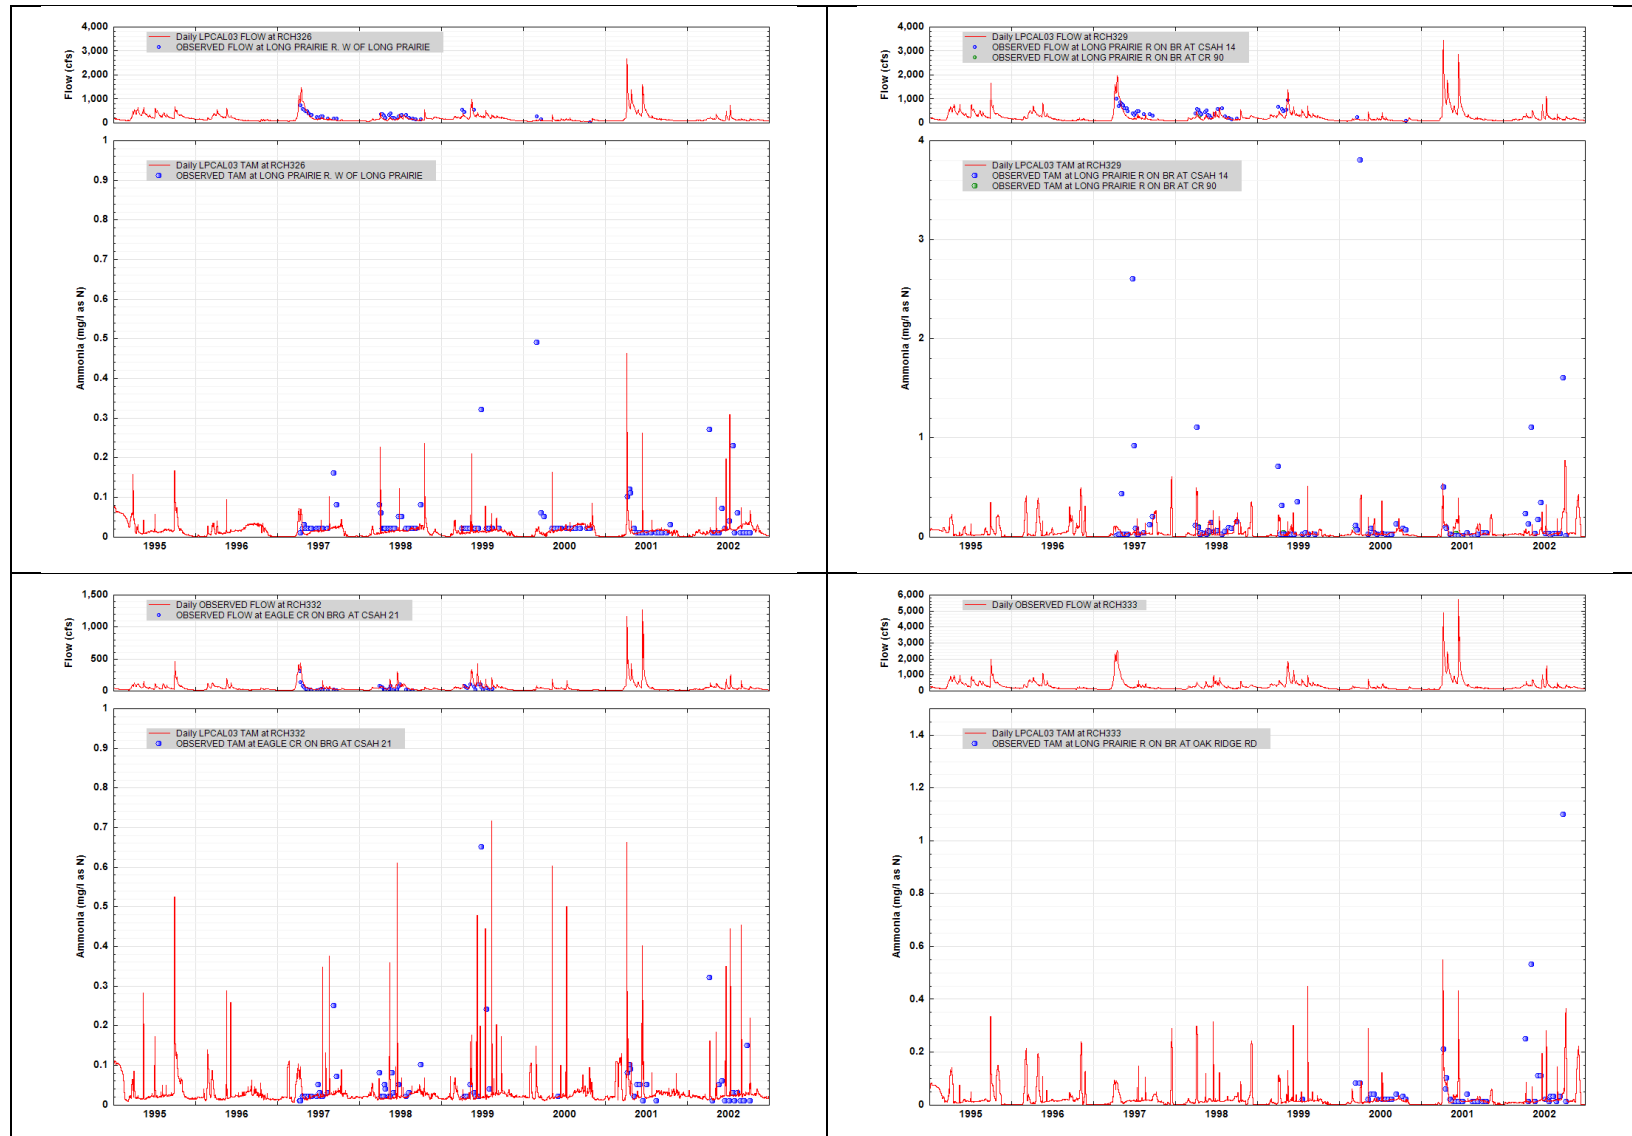 Flow (cfs)
4,000
3,000
2,000
1,000
0
Daily LPCAL03 FLOW at RCH326
OBSERVED FLOW at LONG PRAIRIE R. W OF LONG PRAIRIE
Ammonia (mg/l as N)
1
0.9
0.8
0.7
0.6
0.5
0.4
0.3
0.2
0.1
0
Daily LPCAL03 TAM at RCH326
OBSERVED TAM at LONG PRAIRIE R. W OF LONG PRAIRIE
1995 1996 1997 1998 1999 2000 2001 2002
Flow (cfs)
4,000
3,000
2,000
1,000
0
Daily LPCAL03 FLOW at RCH329
OBSERVED FLOW at LONG PRAIRIE R ON BR AT CSAH 14
OBSERVED FLOW at LONG PRAIRIE R ON BR AT CR 90
Ammonia (mg/l as N)
4
3
2
1
0
Daily LPCAL03 TAM at RCH329
OBSERVED TAM at LONG PRAIRIE R ON BR AT CSAH 14
OBSERVED TAM at LONG PRAIRIE R ON BR AT CR 90
1995 1996 1997 1998 1999 2000 2001 2002
Flow (cfs)
1,500
1,000
500
0
Daily OBSERVED FLOW at RCH332
OBSERVED FLOW at EAGLE CR ON BRG AT CSAH 21
Ammonia (mg/l as N)
1
0.9
0.8
0.7
0.6
0.5
0.4
0.3
0.2
0.1
0
Daily LPCAL03 TAM at RCH332
OBSERVED TAM at EAGLE CR ON BRG AT CSAH 21
1995 1996 1997 1998 1999 2000 2001 2002
Flow (cfs)
6,000
5,000
4,000
3,000
2,000
1,000
0
Daily OBSERVED FLOW at RCH333
Ammonia (mg/l as N)
1.4
1.2
1
0.8
0.6
0.4
0.2
0
Daily LPCAL03 TAM at RCH333
OBSERVED TAM at LONG PRAIRIE R ON BR AT OAK RIDGE RD
1995 1996 1997 1998 1999 2000 2001 2002